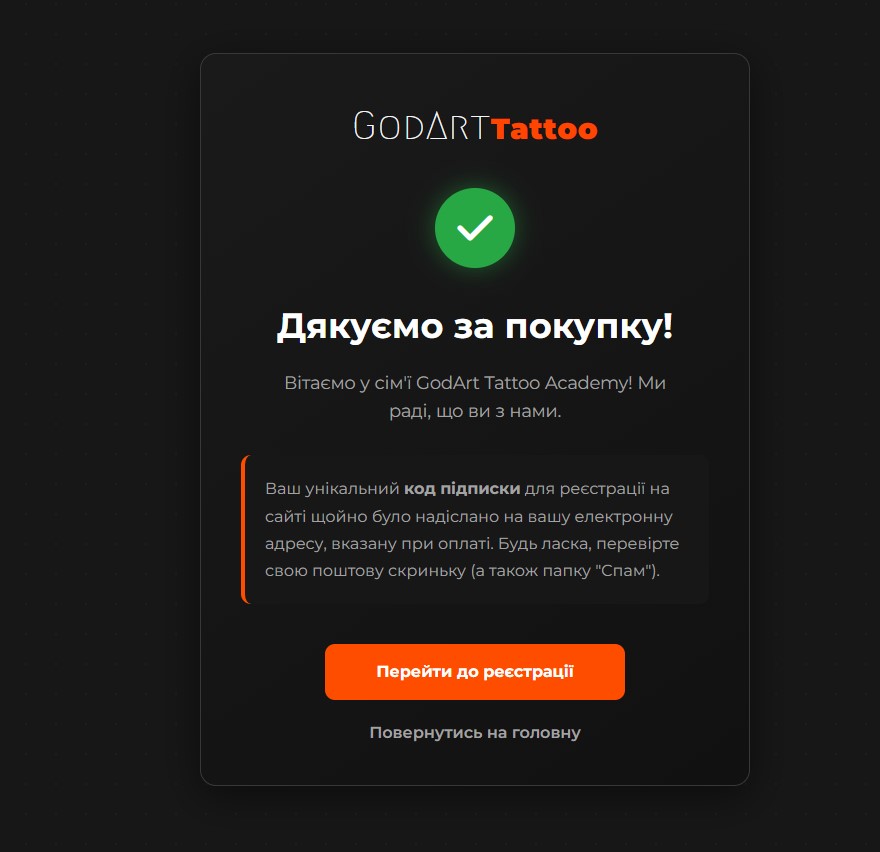 GODARTTattoo
Дякуємо за покупку!
Вітаємо у сім'ї GodArt Tattoo Academy! Ми
раді, що ви з нами.
Ваш унікальний код підписки для реєстрації на
сайті щойно було надіслано на вашу електронну
адресу, вказану при оплаті. Будь ласка, перевірте
свою поштову скриньку (а також папку "Спам").
Перейти до реєстрації
Повернутись на головну